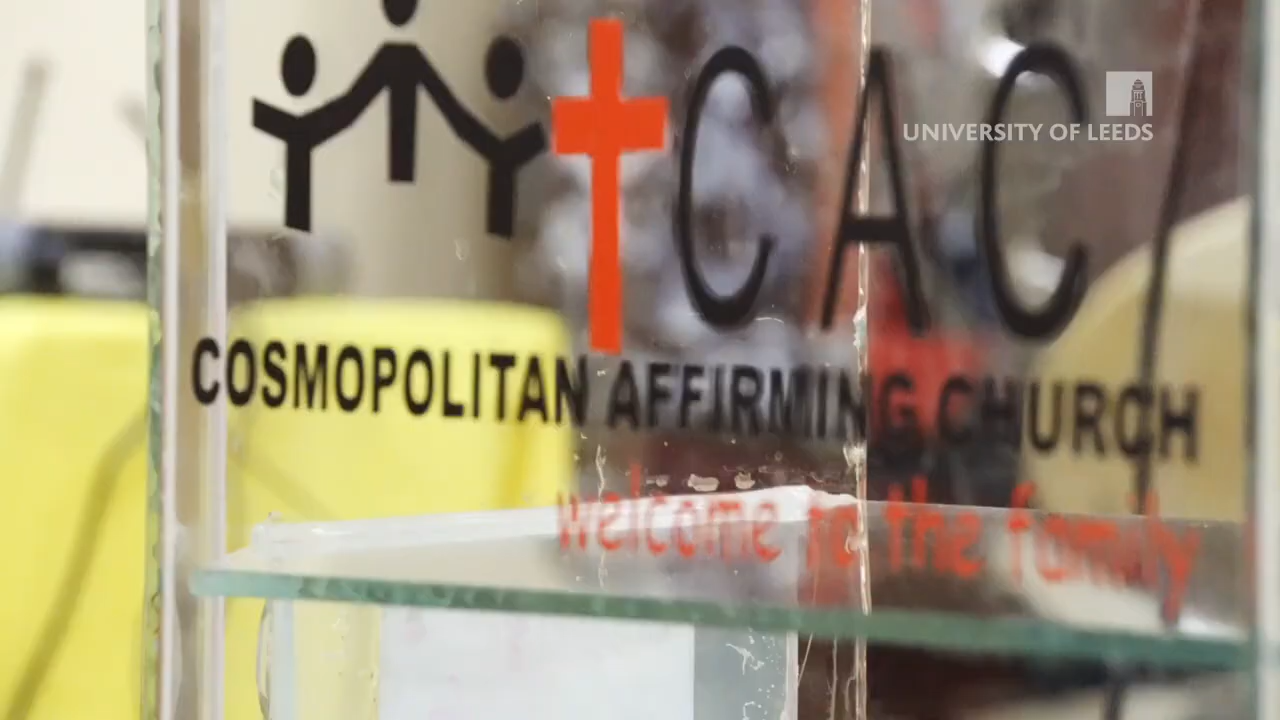 CAC
UNIVERSITY OF LEEDS
COSMOPOLITAN AFFIRMING CHURCH
welcome to the family